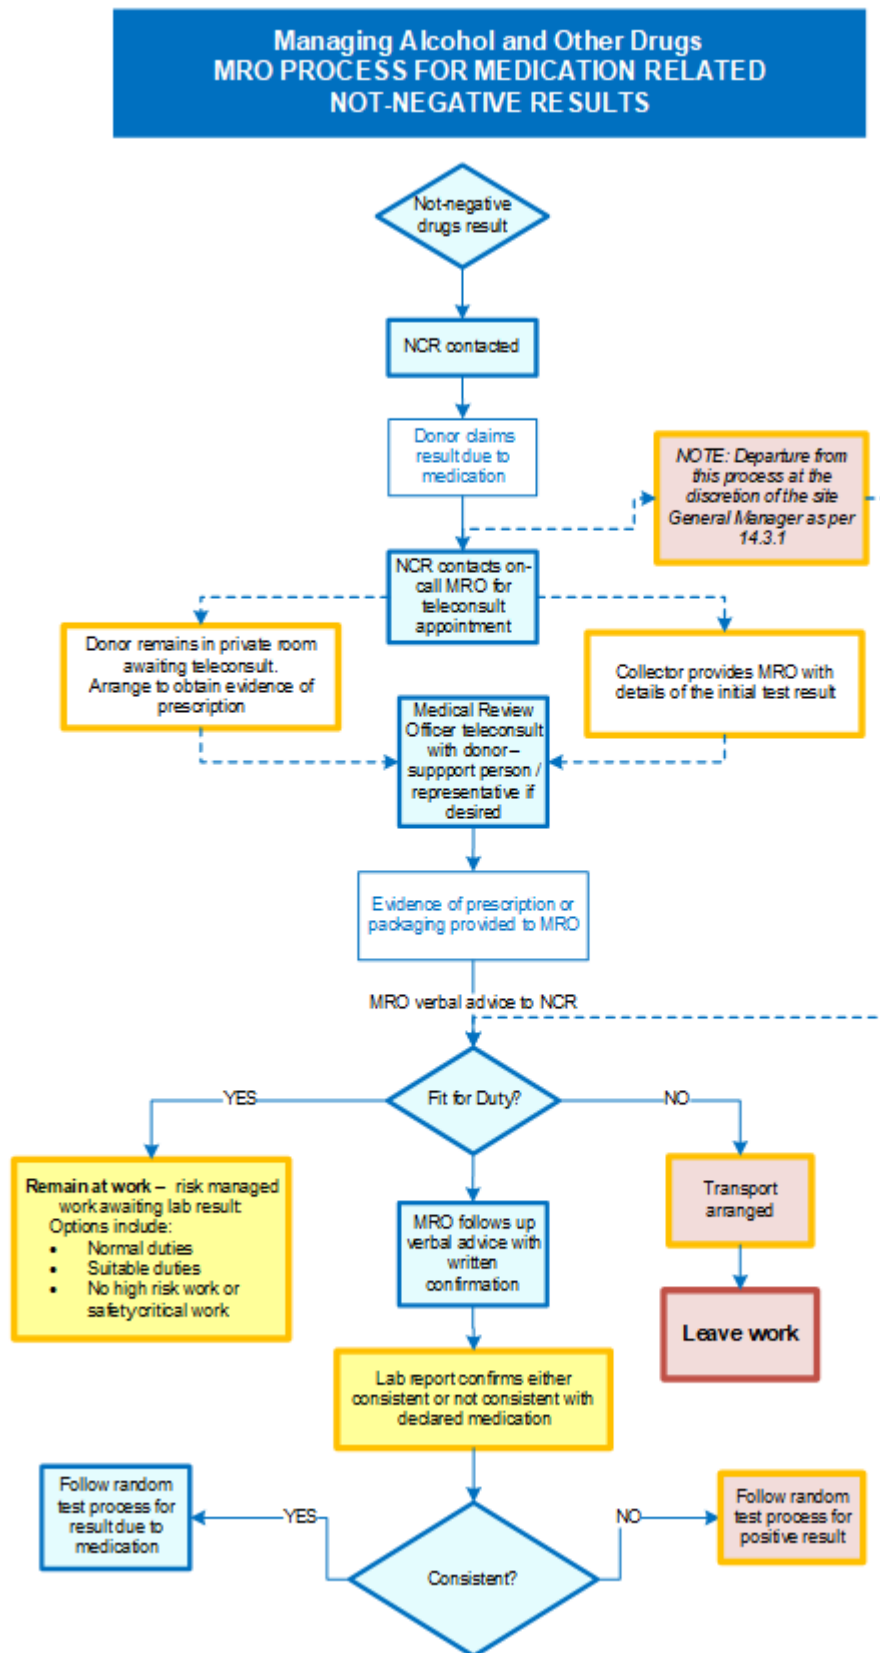 Managing Alcohol and Other Drugs
MRO PROCESS FOR MEDICATION RELATED
NOT-NEGATIVE RESULTS
Not-negative
drugs result
NCR contacted
Donor claims
result due to
medication
NOTE: Departure from
this process at the
discretion of the site
General Manager as per
14.3.1
NCR contacts on-
call MRO for
teleconsult
appointment
Donor remains in private room
awaiting teleconsult.
Arrange to obtain evidence of
prescription
Collector provides MRO with
details of the initial test result
Medical Review
Officer teleconsult
with donor –
suppport person /
representative if
desired
Evidence of prescription or
packaging provided to MRO
MRO verbal advice to NCR
Fit for Duty?
YES
NO
Remain at work – risk managed
work awaiting lab result
Options include:
• Normal duties
• Suitable duties
• No high risk work or
safety critical work
MRO follows up
verbal advice with
written
confirmation
Transport
arranged
Leave work
Lab report confirms either
consistent or not consistent with
declared medication
Follow random
test process for
result due to
medication
YES
Consistent?
NO
Follow random
test process for
positive result